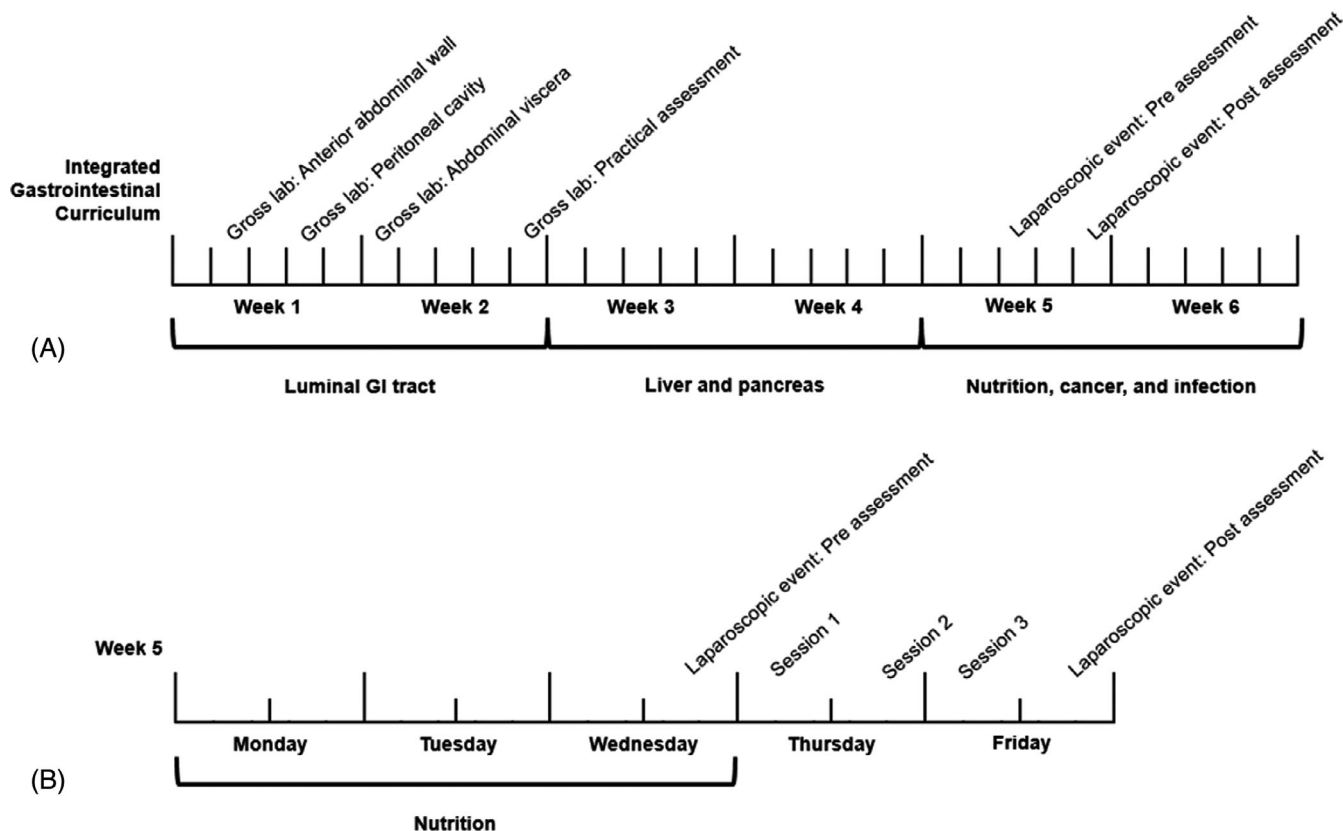 Integrated
Gastrointestinal
Curriculum
Gross lab: Anterior abdominal wall
Gross lab: Peritoneal cavity
Gross lab: Abdominal viscera
Gross lab: Practical assessment
Laparoscopic event: Pre assessment
Laparoscopic event: Post assessment
Week 1
Week 2
Week 3
Week 4
Week 5
Week 6
(A)
Luminal GI tract
Liver and pancreas
Nutrition, cancer, and infection
Week 5
Laparoscopic event: Pre assessment
Session 1
Session 2
Session 3
Laparoscopic event: Post assessment
Monday
Tuesday
Wednesday
Thursday
Friday
(B)
Nutrition